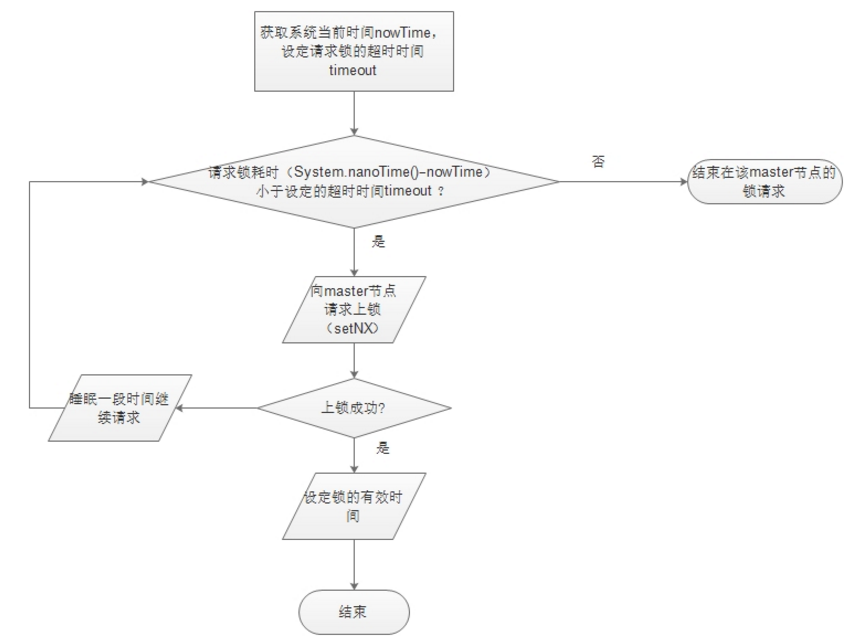 获取系统当前时间nowTime，
设定请求锁的超时时间
timeout
请求锁耗时（System.nanoTime()-nowTime）
小于设定的超时时间timeout ？
否
结束在该master节点的
锁请求
是
向master节点
请求上锁
（setNX）
睡眠一段时间继
续请求
上锁成功?
是
设定锁的有效时
间
结束